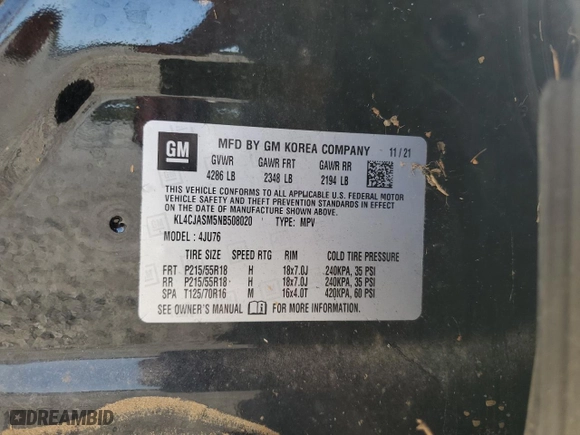 GM
MFD BY GM KOREA COMPANY 11/21
GVWR GAWR FRT GAWR RR
4286 LB 2348 LB 2194 LB
THIS VEHICLE CONFORMS TO ALL APPLICABLE U.S. FEDERAL MOTOR
VEHICLE SAFETY AND THEFT PREVENTION STANDARDS IN EFFECT
ON THE DATE OF MANUFACTURE SHOWN ABOVE.
KL4CJASM5NB508020 TYPE: MPV
MODEL: 4JU76
TIRE SIZE SPEED RTG RIM COLD TIRE PRESSURE
FRT P215/55R18 H 18x7.0J 240KPA, 35 PSI
RR P215/55R18 H 18x7.0J 240KPA, 35 PSI
SPA T125/70R16 M 16x4.0T 420KPA, 60 PSI
SEE OWNER'S MANUAL FOR MORE INFORMATION.
DREAMBID